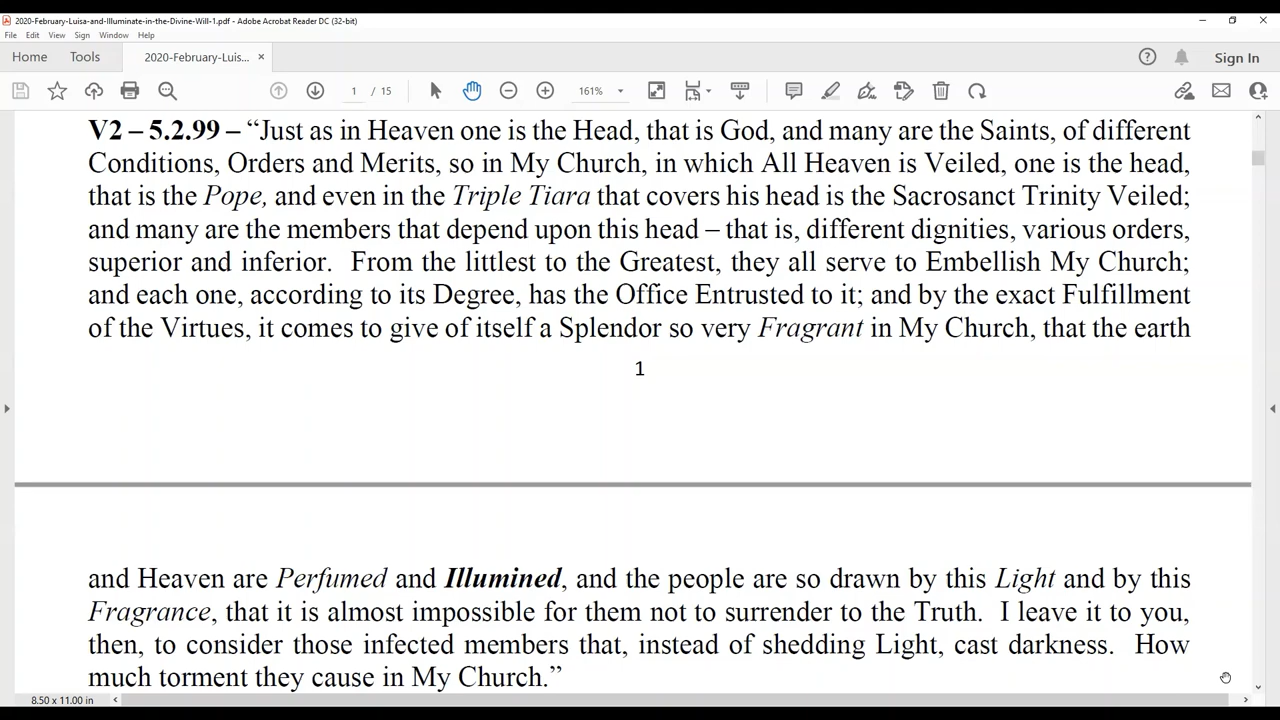 2020-February-Luisa-and-Illuminate-in-the-Divine-Will-1.pdf - Adobe Acrobat Reader DC (32-bit)
File Edit View Sign Window Help
Home Tools 2020-February-Luis... × Sign In
1 / 15 161%
V2 – 5.2.99 – “Just as in Heaven one is the Head, that is God, and many are the Saints, of different
Conditions, Orders and Merits, so in My Church, in which All Heaven is Veiled, one is the head,
that is the Pope, and even in the Triple Tiara that covers his head is the Sacrosanct Trinity Veiled;
and many are the members that depend upon this head – that is, different dignities, various orders,
superior and inferior. From the littlest to the Greatest, they all serve to Embellish My Church;
and each one, according to its Degree, has the Office Entrusted to it; and by the exact Fulfillment
of the Virtues, it comes to give of itself a Splendor so very Fragrant in My Church, that the earth
1
and Heaven are Perfumed and Illumined, and the people are so drawn by this Light and by this
Fragrance, that it is almost impossible for them not to surrender to the Truth. I leave it to you,
then, to consider those infected members that, instead of shedding Light, cast darkness. How
much torment they cause in My Church.”
8.50 x 11.00 in